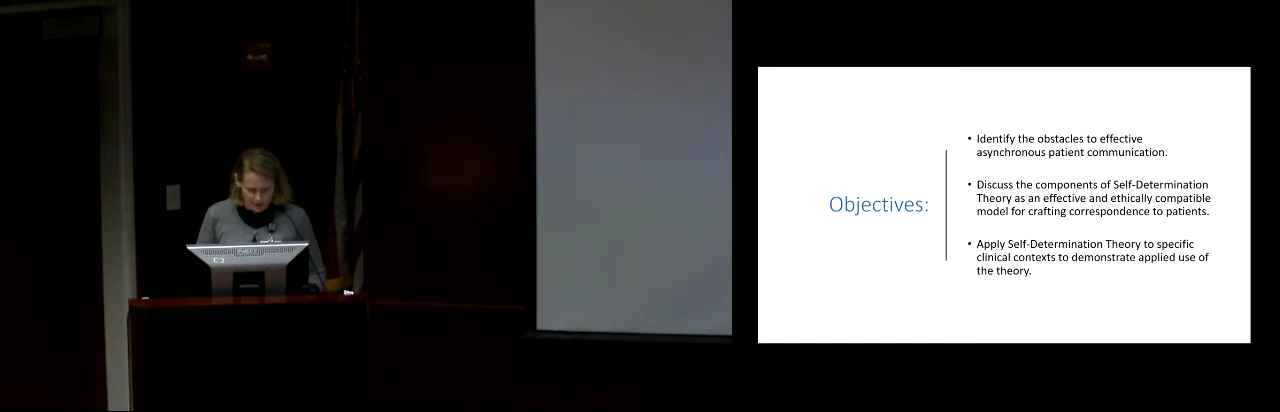 Objectives:
• Identify the obstacles to effective
asynchronous patient communication.
• Discuss the components of Self-Determination
Theory as an effective and ethically compatible
model for crafting correspondence to patients.
• Apply Self-Determination Theory to specific
clinical contexts to demonstrate applied use of
the theory.